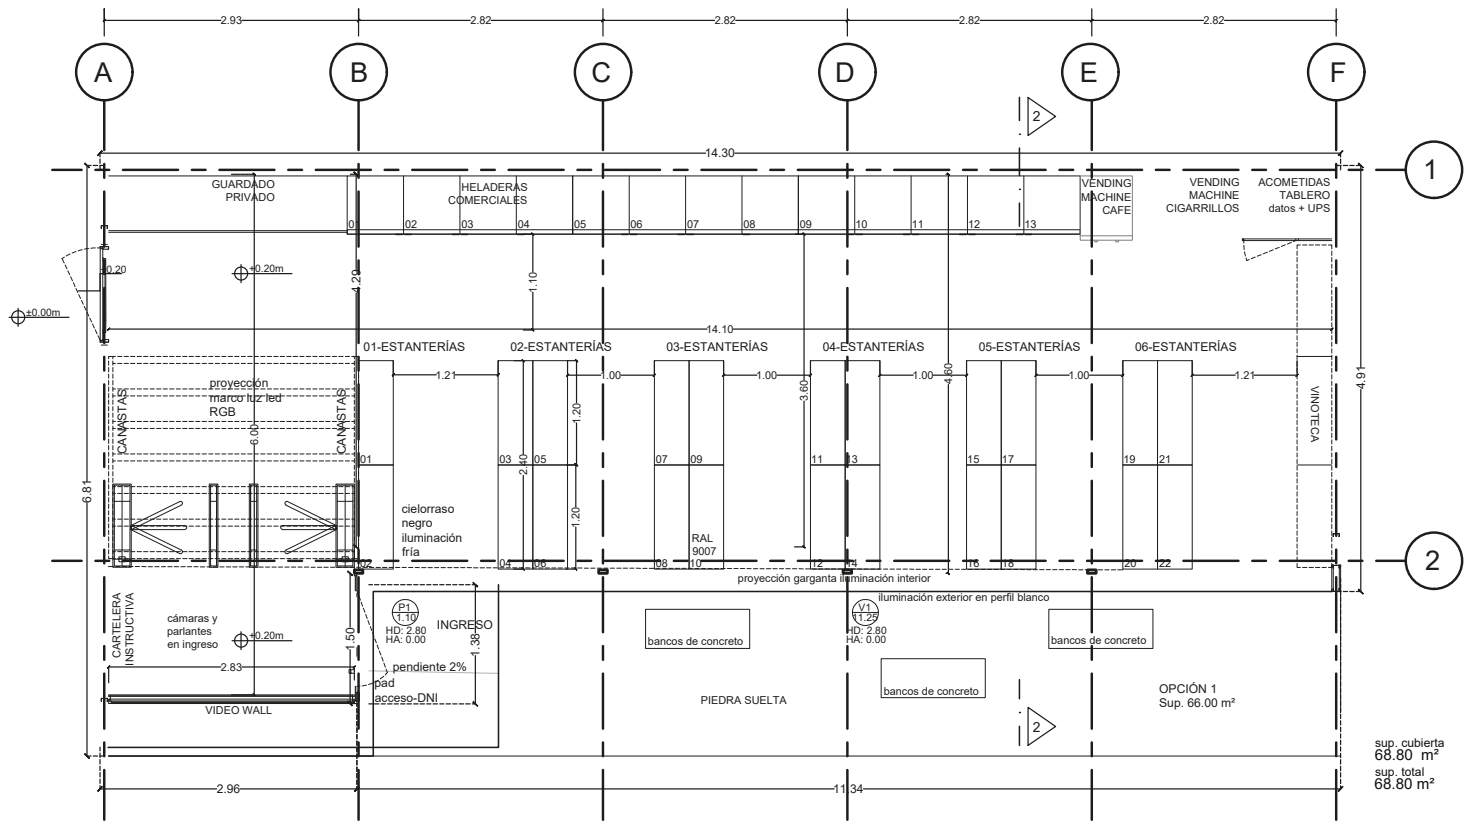 2.93
2.82
2.82
2.82
2.82
A
B
C
D
E
F
2
14.30
1
GUARDADO
PRIVADO
HELADERAS
COMERCIALES
VENDING
MACHINE
CAFE
VENDING
MACHINE
CIGARRILLOS
ACOMETIDAS
TABLERO
datos + UPS
01
02
03
04
05
06
07
08
09
10
11
12
13
+0.20
+0.20m
±0.00m
4.29
1.10
14.10
01-ESTANTERÍAS
02-ESTANTERÍAS
03-ESTANTERÍAS
04-ESTANTERÍAS
05-ESTANTERÍAS
06-ESTANTERÍAS
1.21
1.00
1.00
1.00
1.00
1.21
3.60
4.60
4.91
proyección
marco luz led
RGB
CANASTAS
CANASTAS
6.00
6.81
1.20
2.40
1.20
VINOTECA
01
03
05
07
09
11
13
15
17
19
21
cielorraso
negro
iluminación
fría
RAL
9007
02
04
06
08
10
12
14
16
18
20
22
2
proyección garganta iluminación interior
iluminación exterior en perfil blanco
CARTELERA
INSTRUCTIVA
cámaras y
parlantes
en ingreso
+0.20m
1.50
P1
1.10
HD: 2.80
HA: 0.00
INGRESO
1.38
bancos de concreto
V1
11.25
HD: 2.80
HA: 0.00
bancos de concreto
2.83
pendiente 2%
pad
acceso-DNI
bancos de concreto
OPCIÓN 1
Sup. 66.00 m²
VIDEO WALL
PIEDRA SUELTA
2
sup. cubierta
68.80 m²
sup. total
68.80 m²
2.96
11.34